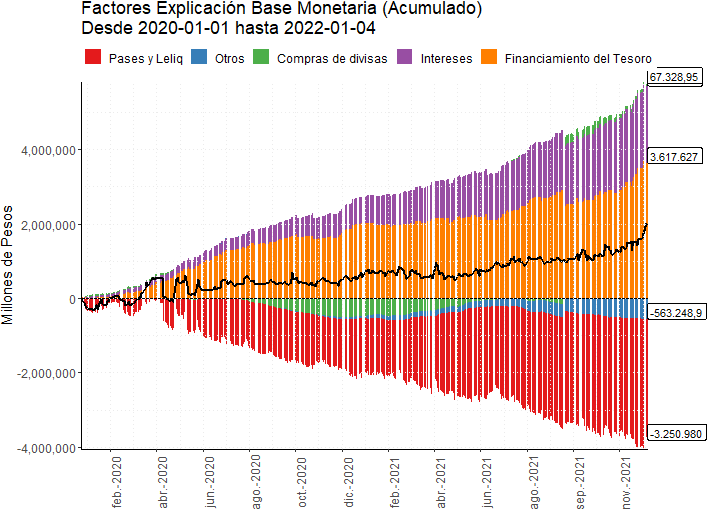 Factores Explicación Base Monetaria (Acumulado)
Desde 2020-01-01 hasta 2022-01-04
Pases y Leliq Otros Compras de divisas Intereses Financiamiento del Tesoro
Millones de Pesos
4,000,000
2,000,000
0
-2,000,000
-4,000,000
67.328,95
3.617.627
-563.248,9
-3.250.980
feb.-2020
abr.-2020
jun.-2020
ago.-2020
oct.-2020
dic.-2020
feb.-2021
abr.-2021
jun.-2021
ago.-2021
sep.-2021
nov.-2021